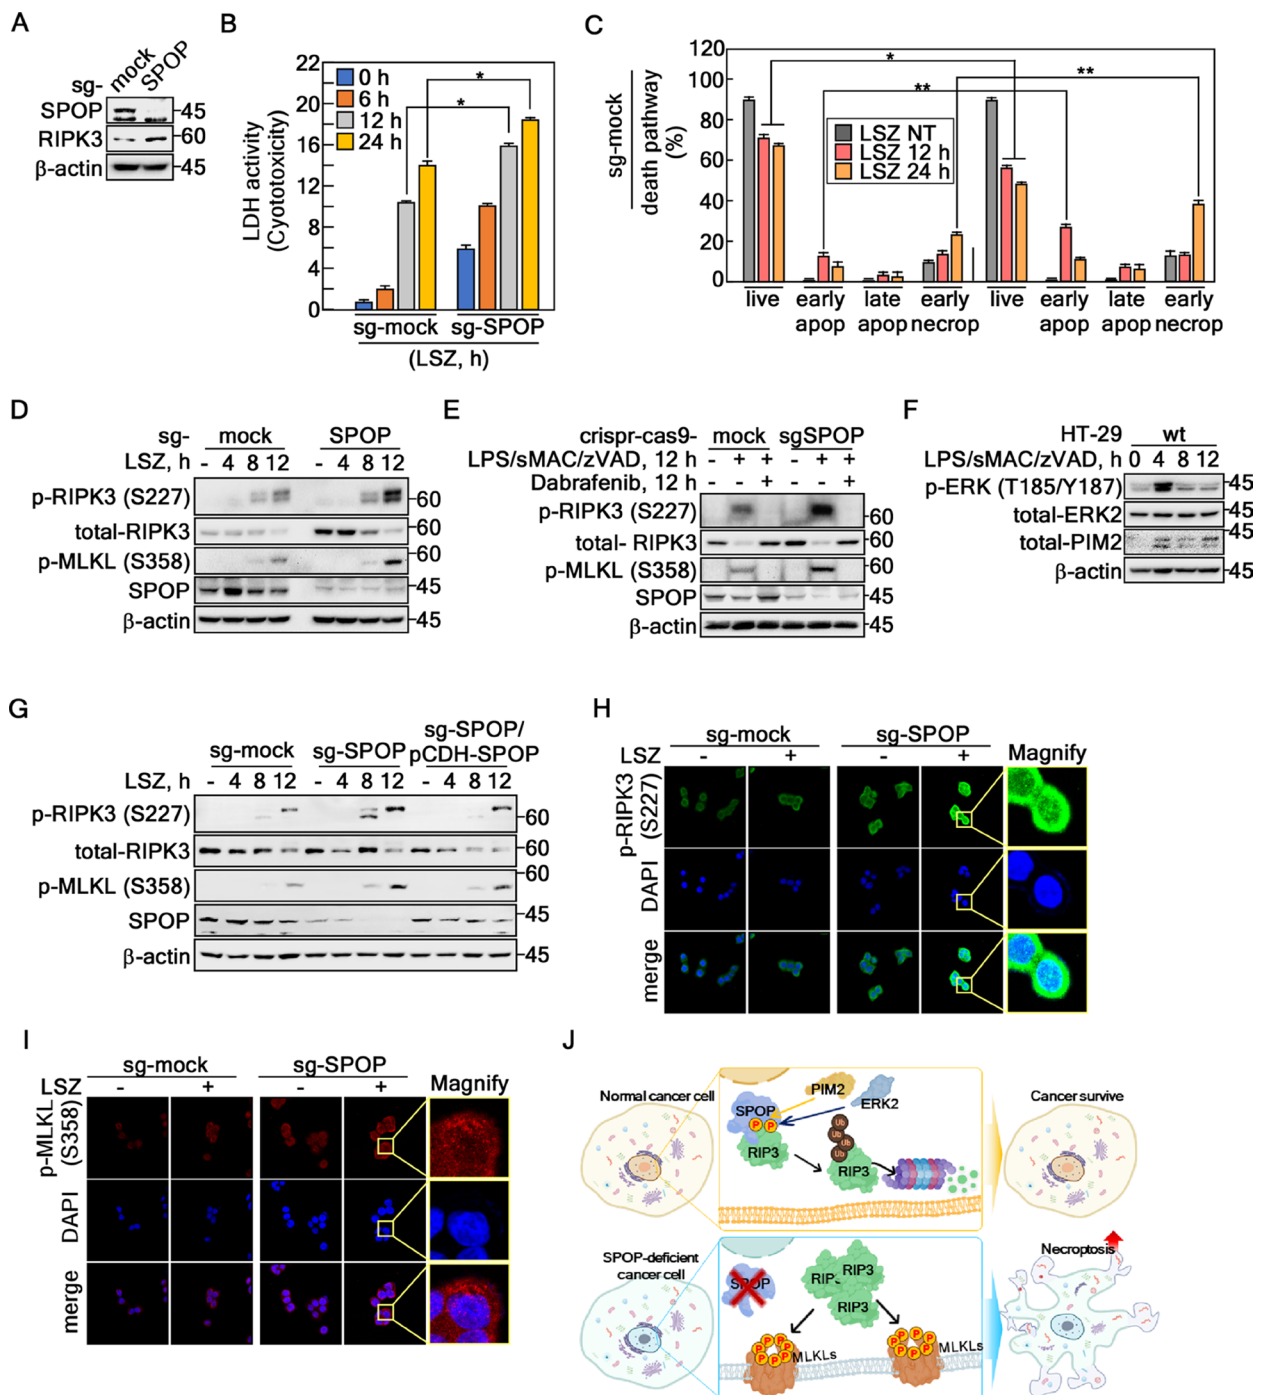 A
sg-
mock
SPOP
SPOP
45
RIPK3
60
β-actin
45
B
LDH activity
(Cyototoxicity)
22
20
16
12
8
4
0
0 h
6 h
12 h
24 h
*
*
sg-mock
sg-SPOP
(LSZ, h)
C
sg-mock
death pathway
(%)
120
100
80
60
40
20
0
LSZ NT
LSZ 12 h
LSZ 24 h
*
**
**
live
early apop
late apop
early necrop
live
early apop
late apop
early necrop
D
sg- mock SPOP
LSZ, h - 4 8 12 - 4 8 12
p-RIPK3 (S227) 60
total-RIPK3 60
p-MLKL (S358) 60
SPOP 45
β-actin 45
E
crispr-cas9- mock sgSPOP
LPS/sMAC/zVAD, 12 h - + + - + +
Dabrafenib, 12 h - - + - - +
p-RIPK3 (S227) 60
total- RIPK3 60
p-MLKL (S358) 60
SPOP 45
β-actin 45
F
HT-29 wt
LPS/sMAC/zVAD, h 0 4 8 12
p-ERK (T185/Y187) 45
total-ERK2 45
total-PIM2 45
β-actin 45
G
sg-mock
sg-SPOP
sg-SPOP/
pCDH-SPOP
LSZ, h - 4 8 12 - 4 8 12 - 4 8 12
p-RIPK3 (S227) 60
total-RIPK3 60
p-MLKL (S358) 60
SPOP 45
β-actin 45
H
sg-mock sg-SPOP
LSZ - + - + Magnify
p-RIPK3
(S227)
DAPI
merge
I
sg-mock sg-SPOP
LSZ - + - + Magnify
p-MLKL
(S358)
DAPI
merge
J
Normal cancer cell
SPOP
P P
RIP3
PIM2
ERK2
Ub
Ub
Ub
Ub
RIP3
Cancer survive
SPOP-deficient
cancer cell
SPOP
RIP3
RIP3
P P P P P P
MLKLs
P P P P P P
MLKLs
Necroptosis